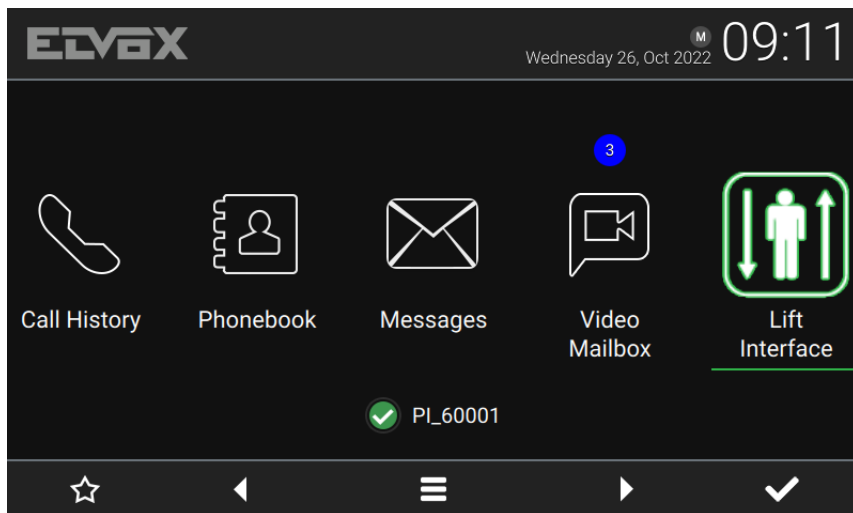 ELVOX
M
Wednesday 26, Oct 2022
09:11
3
Call History
Phonebook
Messages
Video
Mailbox
Lift
Interface
PI_60001